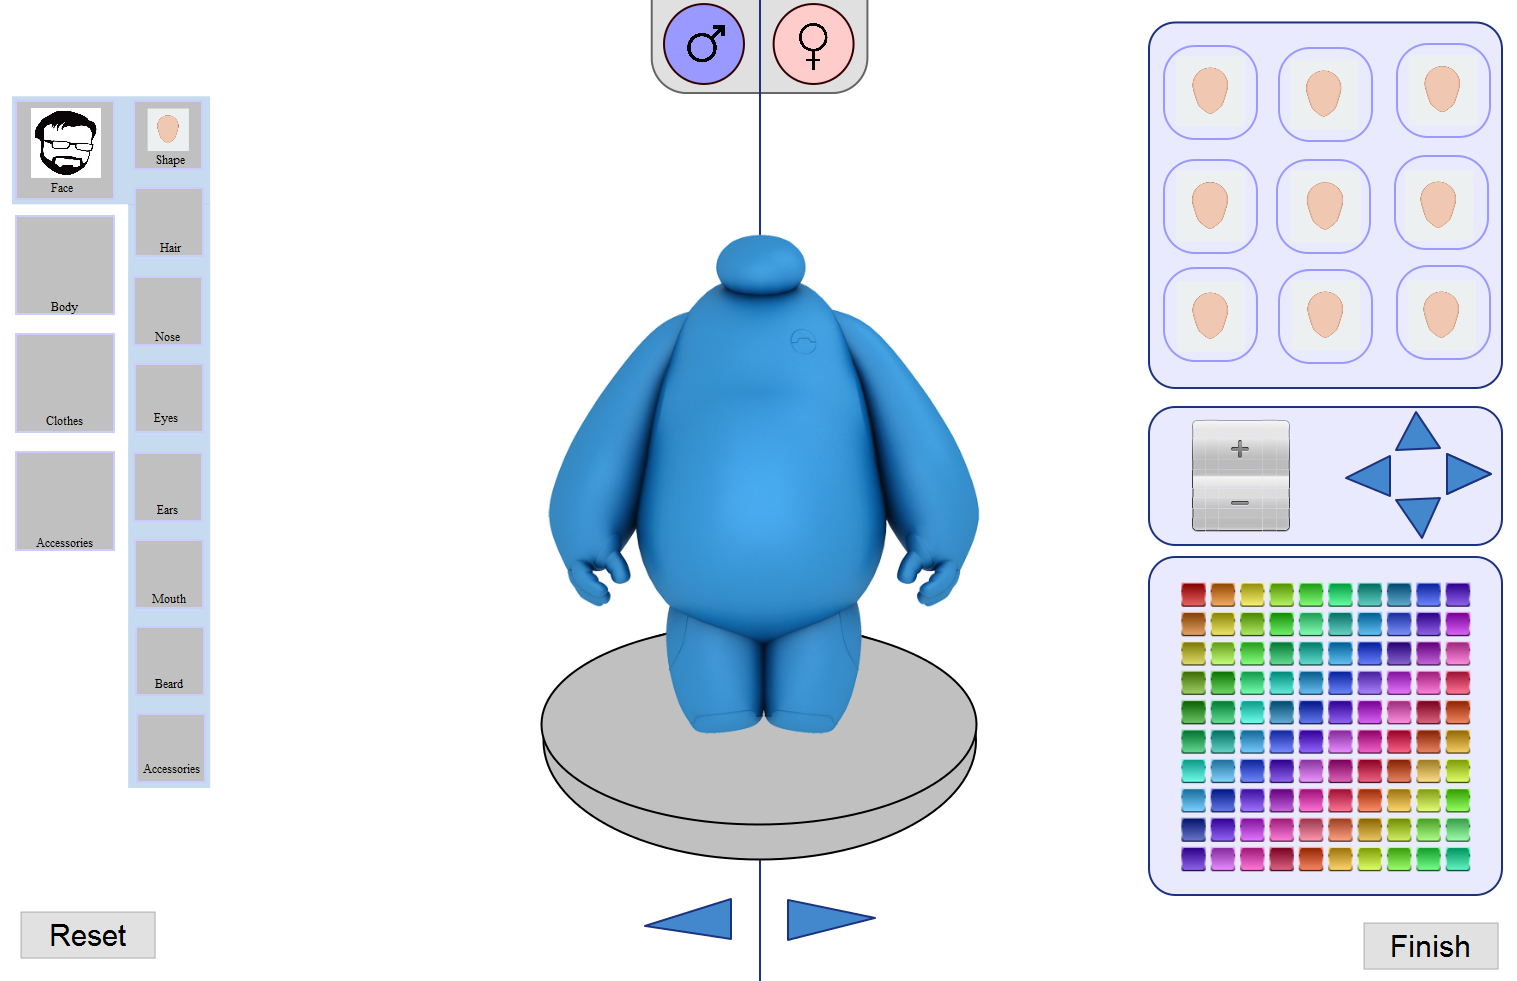 Face
Body
Clothes
Accessories
Shape
Hair
Nose
Eyes
Ears
Mouth
Beard
Accessories
♂ ♀
+
−
Reset
Finish